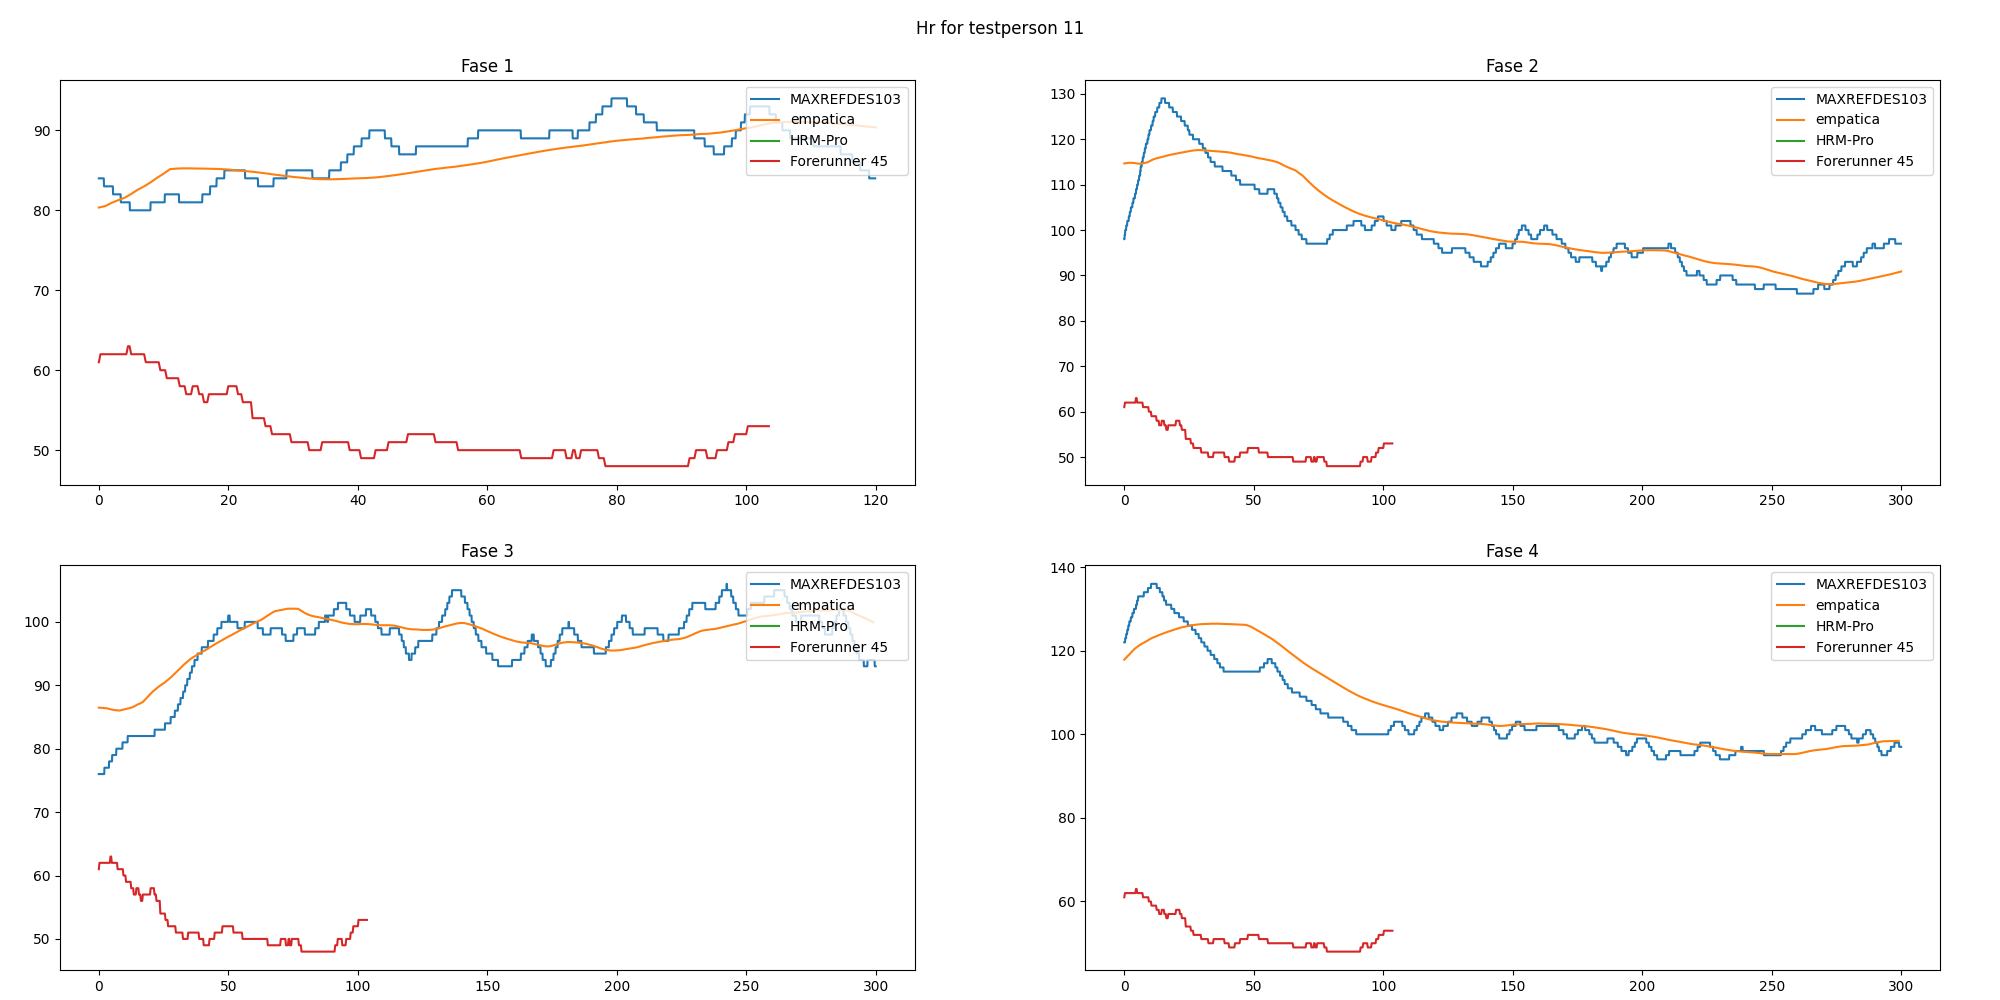 Hr for testperson 11
Fase 1
MAXREFDES103
empatica
HRM-Pro
Forerunner 45
90
80
70
60
50
0 20 40 60 80 100 120
Fase 2
MAXREFDES103
empatica
HRM-Pro
Forerunner 45
130
120
110
100
90
80
70
60
50
0 50 100 150 200 250 300
Fase 3
MAXREFDES103
empatica
HRM-Pro
Forerunner 45
100
90
80
70
60
50
0 50 100 150 200 250 300
Fase 4
MAXREFDES103
empatica
HRM-Pro
Forerunner 45
140
120
100
80
60
0 50 100 150 200 250 300